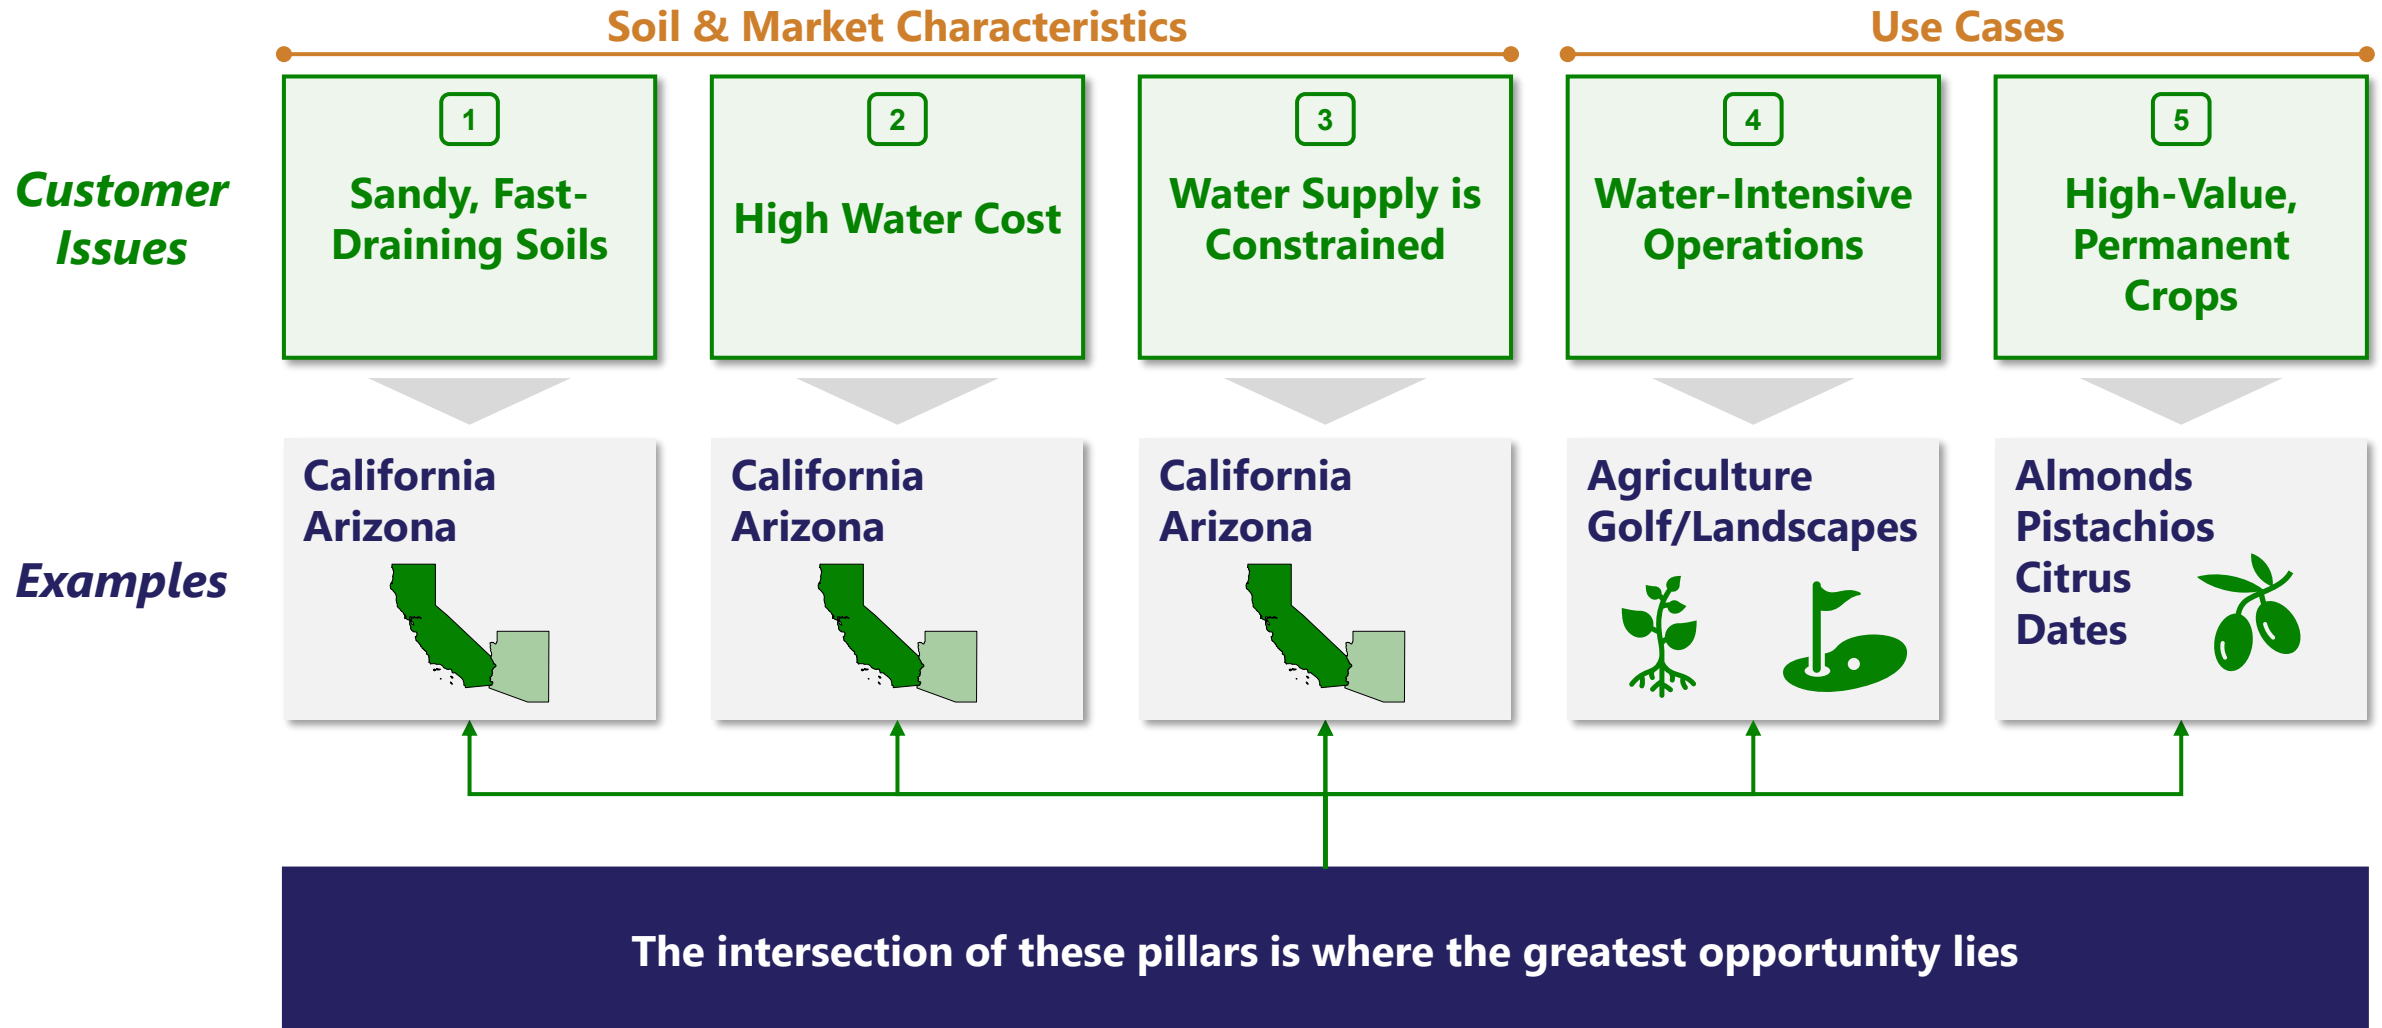 Soil & Market Characteristics
Use Cases
Customer
Issues
1
Sandy, Fast-
Draining Soils
2
High Water Cost
3
Water Supply is
Constrained
4
Water-Intensive
Operations
5
High-Value,
Permanent
Crops
Examples
California
Arizona
California
Arizona
California
Arizona
Agriculture
Golf/Landscapes
Almonds
Pistachios
Citrus
Dates
The intersection of these pillars is where the greatest opportunity lies